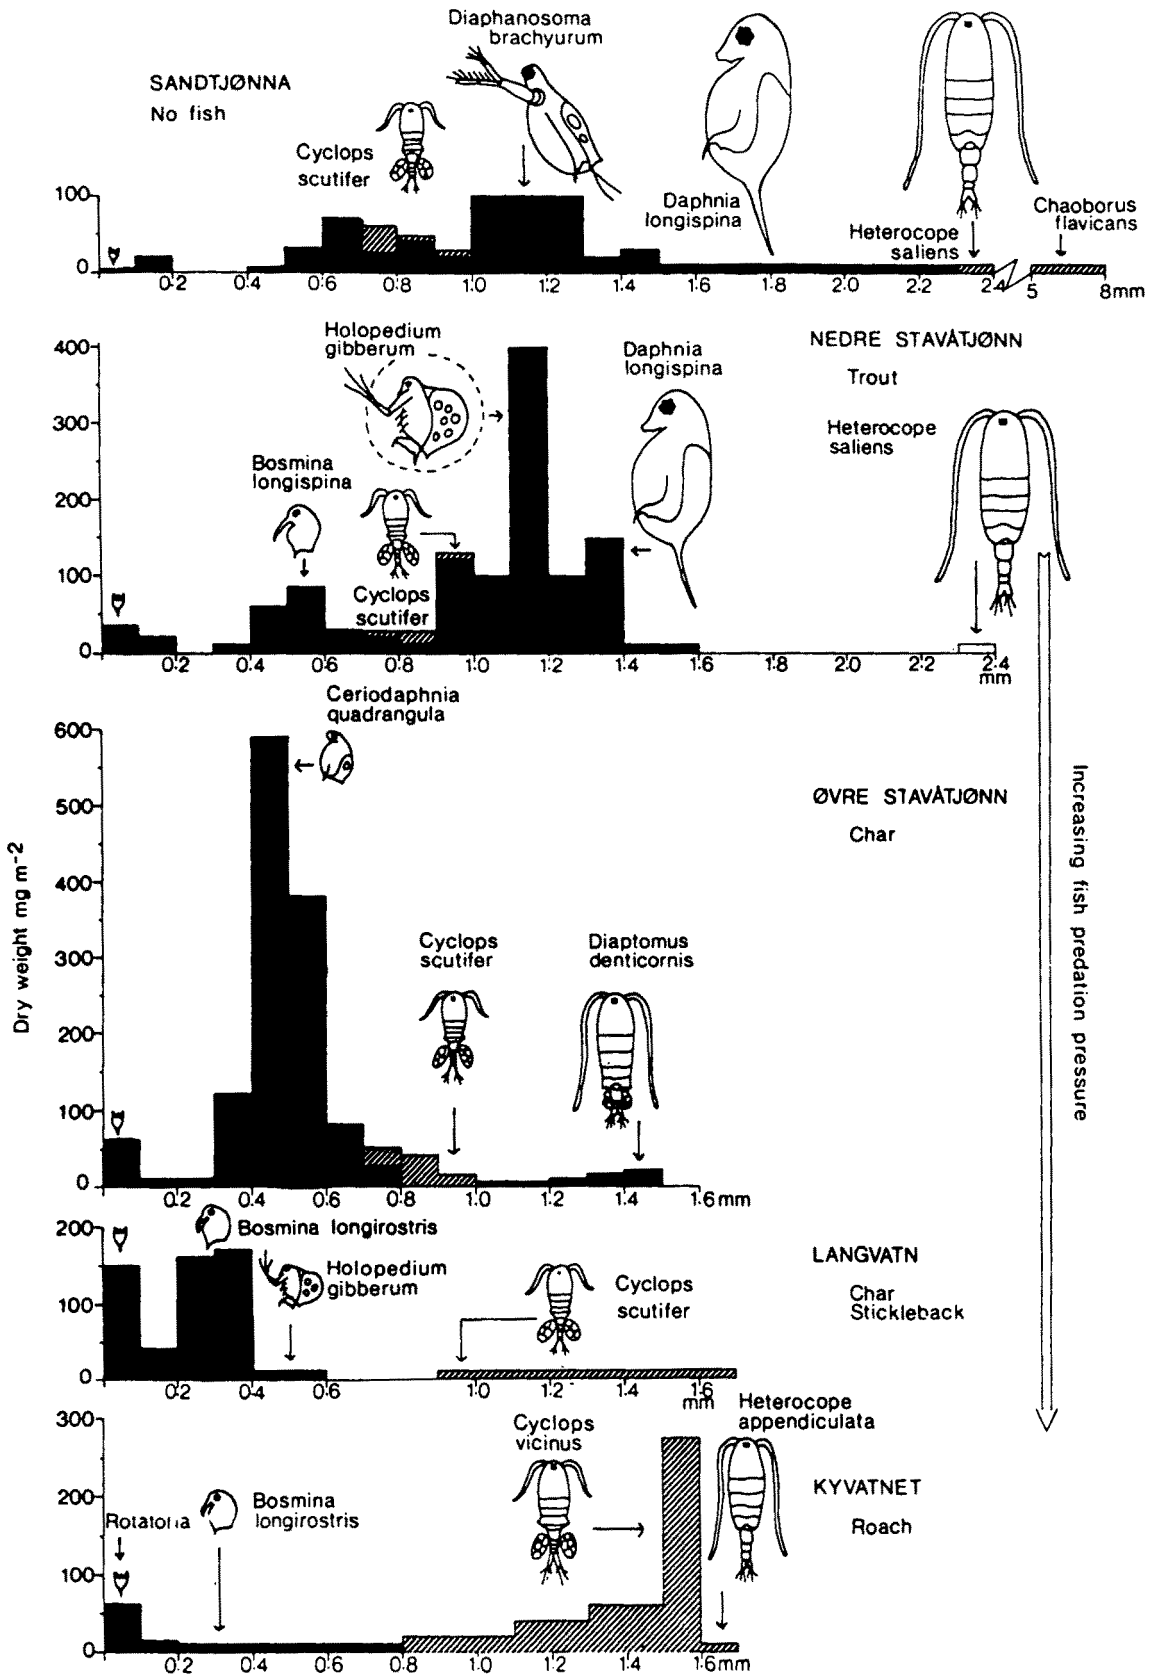 Diaphanosoma
brachyurum
SANDTJØNNA
No fish
Cyclops
scutifer
Daphnia
longispina
Heterocope
saliens
Chaoborus
flavicans
100
0
0·2 0·4 0·6 0·8 1·0 1·2 1·4 1·6 1·8 2·0 2·2 2·4 5 8mm
Holopedium
gibberum
Daphnia
longispina
NEDRE STAVÅTJØNN
Trout
Heterocope
saliens
Bosmina
longispina
Cyclops
scutifer
400
300
200
100
0
0·2 0·4 0·6 0·8 1·0 1·2 1·4 1·6 1·8 2·0 2·2 2·4
mm
Ceriodaphnia
quadrangula
ØVRE STAVÅTJØNN
Char
Cyclops
scutifer
Diaptomus
denticornis
600
500
400
300
200
100
0
0·2 0·4 0·6 0·8 1·0 1·2 1·4 1·6mm
Dry weight mg m-2
Increasing fish predation pressure
Bosmina longirostris
Holopedium
gibberum
Cyclops
scutifer
LANGVATN
Char
Stickleback
200
100
0
0·2 0·4 0·6 1·0 1·2 1·4 1·6
mm
Heterocope
appendiculata
Cyclops
vicinus
KYVATNET
Roach
Rotatoria
Bosmina
longirostris
300
200
100
0
0·2 0·4 0·6 0·8 1·0 1·2 1·4 1·6mm